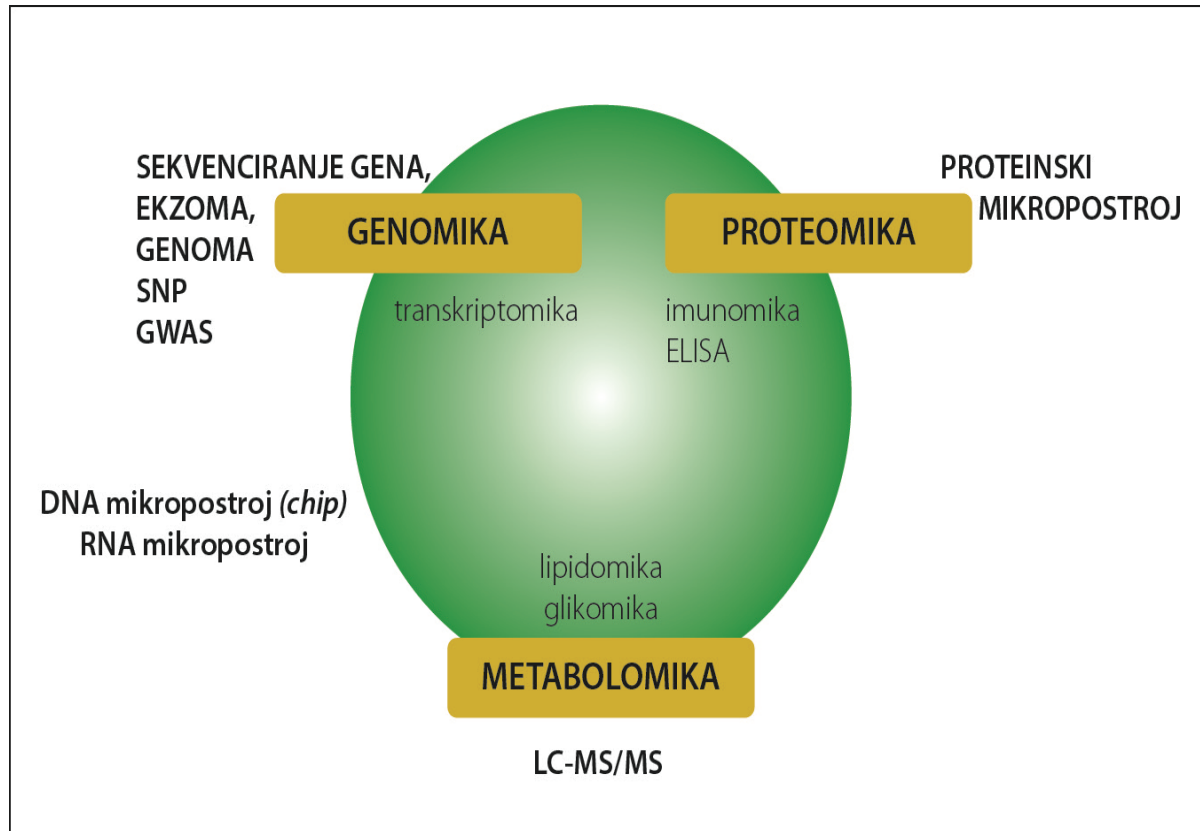 SEKVENCIRANJE GENA,
EKZOMA,
GENOMA
SNP
GWAS
GENOMIKA
transkriptomika
PROTEINSKI
MIKROPOSTROJ
PROTEOMIKA
imunomika
ELISA
DNA mikropostroj (chip)
RNA mikropostroj
lipidomika
glikomika
METABOLOMIKA
LC-MS/MS